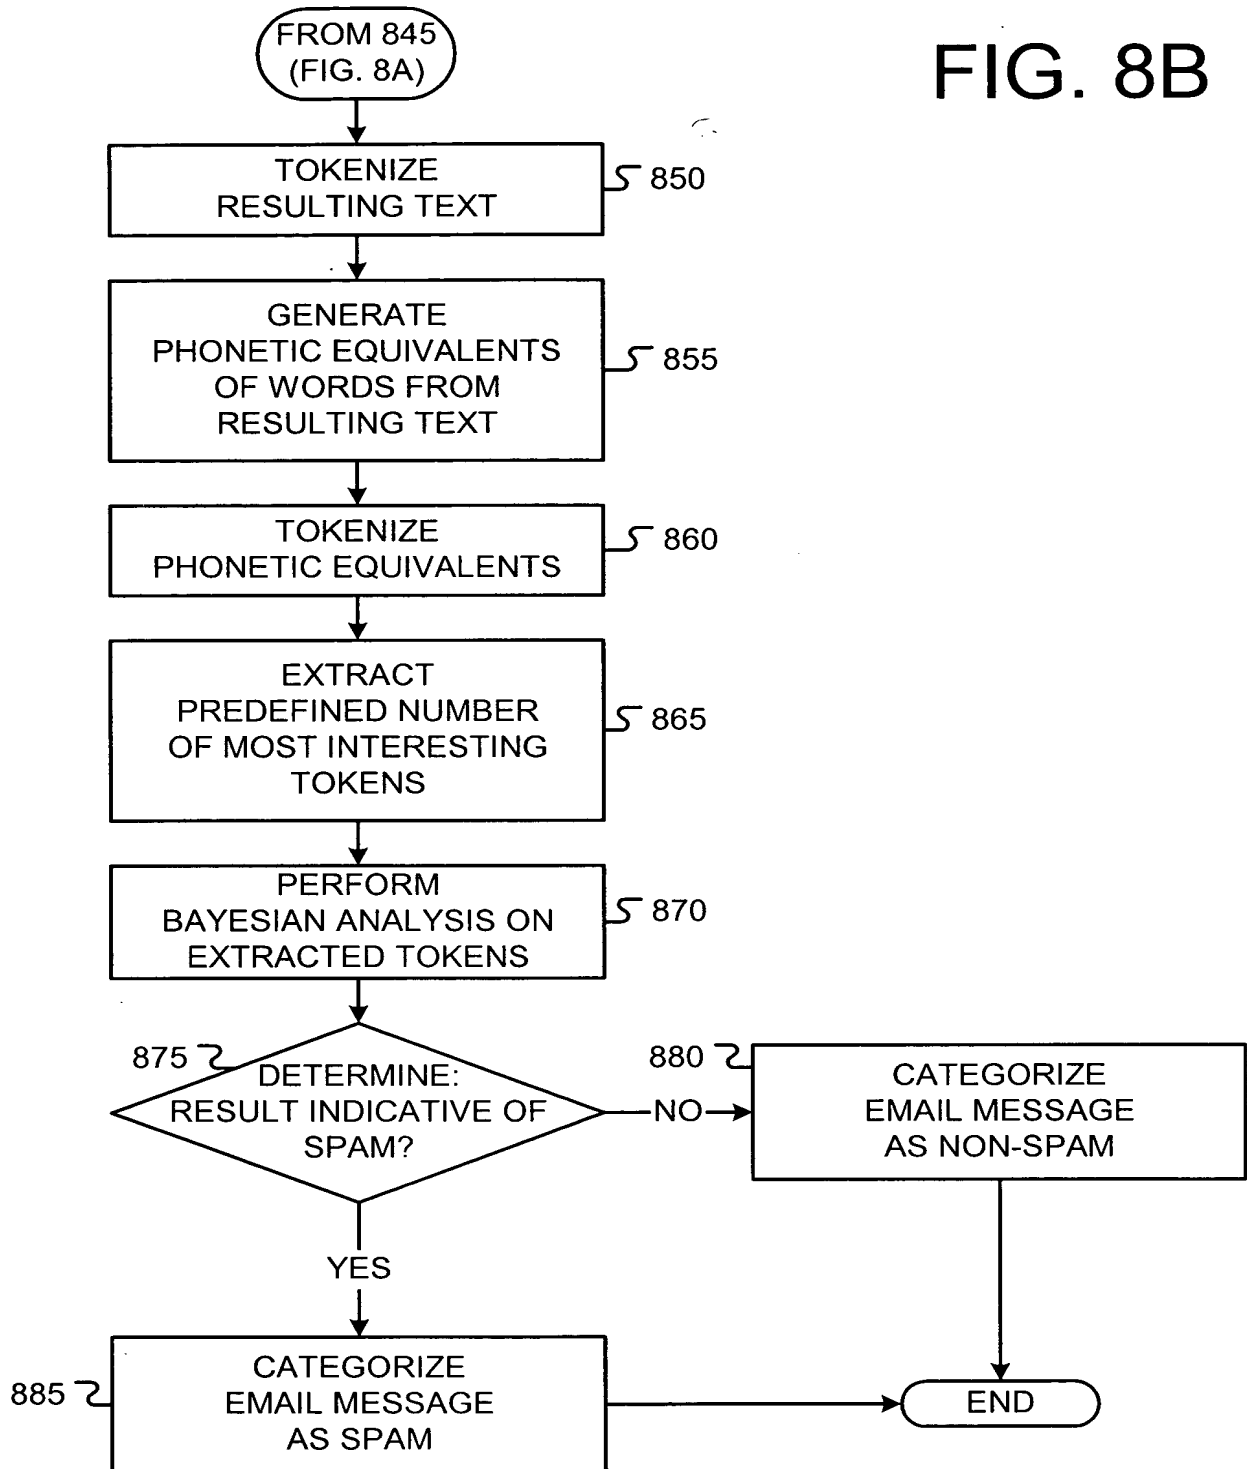 FROM 845
(FIG. 8A)
FIG. 8B
TOKENIZE
RESULTING TEXT
850
GENERATE
PHONETIC EQUIVALENTS
OF WORDS FROM
RESULTING TEXT
855
TOKENIZE
PHONETIC EQUIVALENTS
860
EXTRACT
PREDEFINED NUMBER
OF MOST INTERESTING
TOKENS
865
PERFORM
BAYESIAN ANALYSIS ON
EXTRACTED TOKENS
870
875
DETERMINE:
RESULT INDICATIVE OF
SPAM?
NO
880
CATEGORIZE
EMAIL MESSAGE
AS NON-SPAM
YES
885
CATEGORIZE
EMAIL MESSAGE
AS SPAM
END